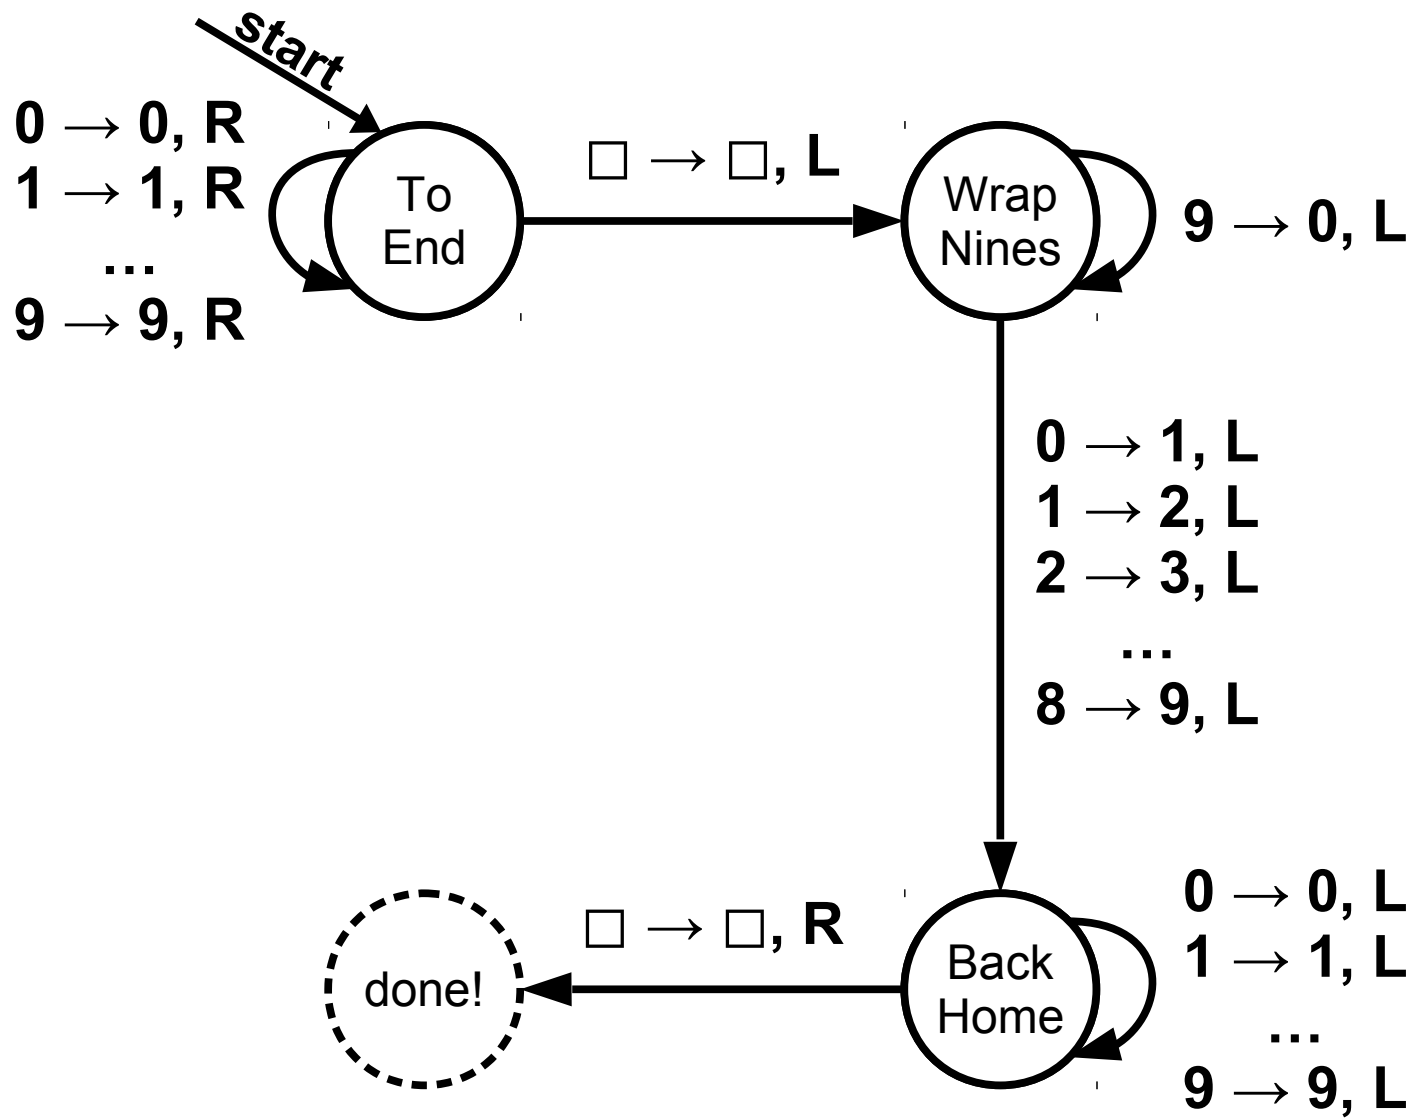 start
0 → 0, R
1 → 1, R
...
9 → 9, R
To
End
□ → □, L
Wrap
Nines
9 → 0, L
0 → 1, L
1 → 2, L
2 → 3, L
...
8 → 9, L
done!
□ → □, R
Back
Home
0 → 0, L
1 → 1, L
...
9 → 9, L